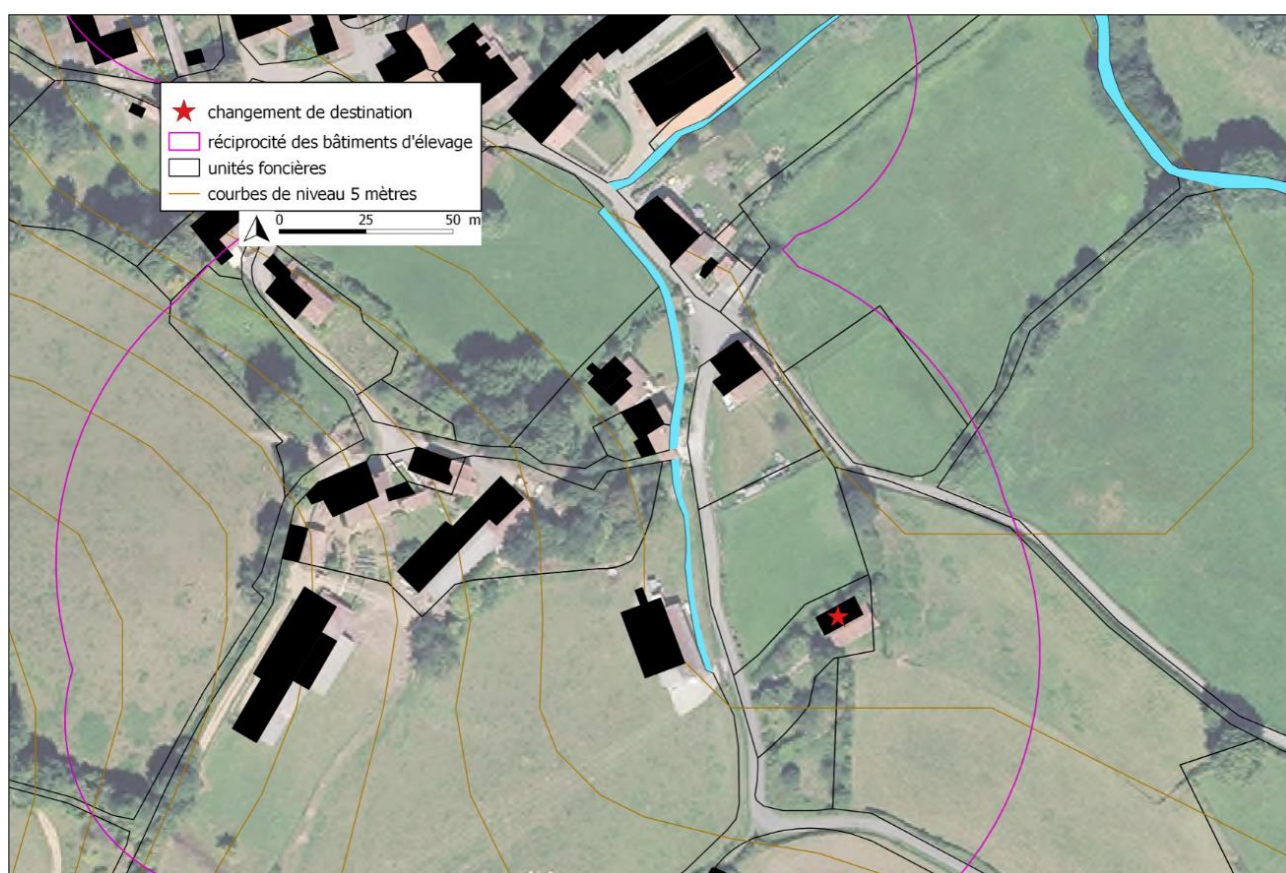 changement de destination
réciprocité des bâtiments d'élevage
unités foncières
courbes de niveau 5 mètres
0 25 50 m